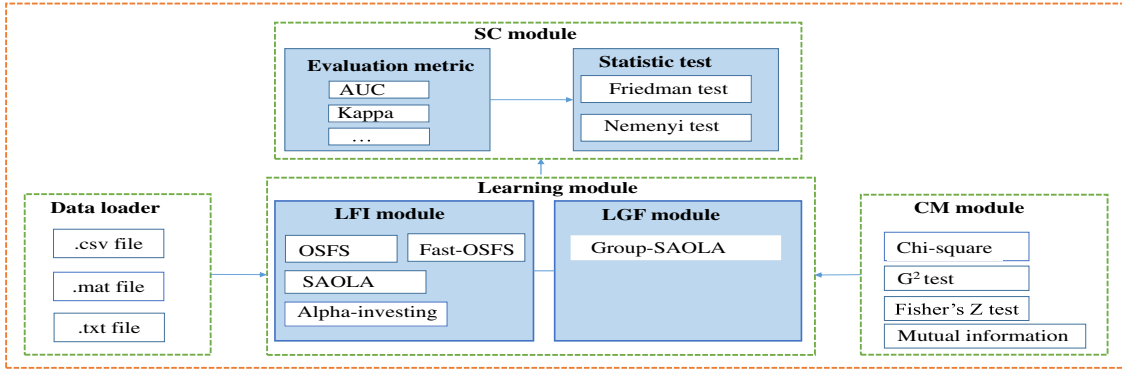 SC module
Evaluation metric
AUC
Kappa
...
Statistic test
Friedman test
Nemenyi test
Data loader
.csv file
.mat file
.txt file
Learning module
LFI module
OSFS
Fast-OSFS
SAOLA
Alpha-investing
LGF module
Group-SAOLA
CM module
Chi-square
G² test
Fisher's Z test
Mutual information